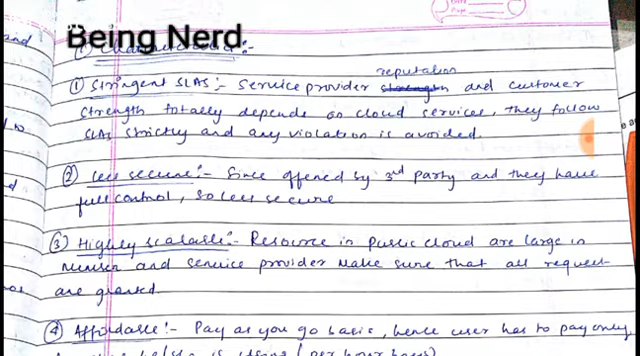 Being Nerd
① Stringent SLAs :- Service provider reputation and customer
strength totally depends on cloud services, they follow
SLAs strictly and any violation is avoided.
② Less secure :- Since offered by 3rd party and they have
full control, so less secure
③ Highly scalable :- Resource in public cloud are large in
number and service provider make sure that all request
are granted.
④ Affordable :- Pay as you go basis, hence user has to pay only